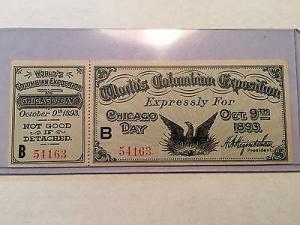 WORLD'S
COLUMBIAN EXPOSITION
CHICAGO DAY
October 9th 1893.
NOT GOOD
IF
DETACHED.
B 54163
World's Columbian Exposition
Expressly For
CHICAGO DAY
OCT. 9TH 1893.
B
54163
President.